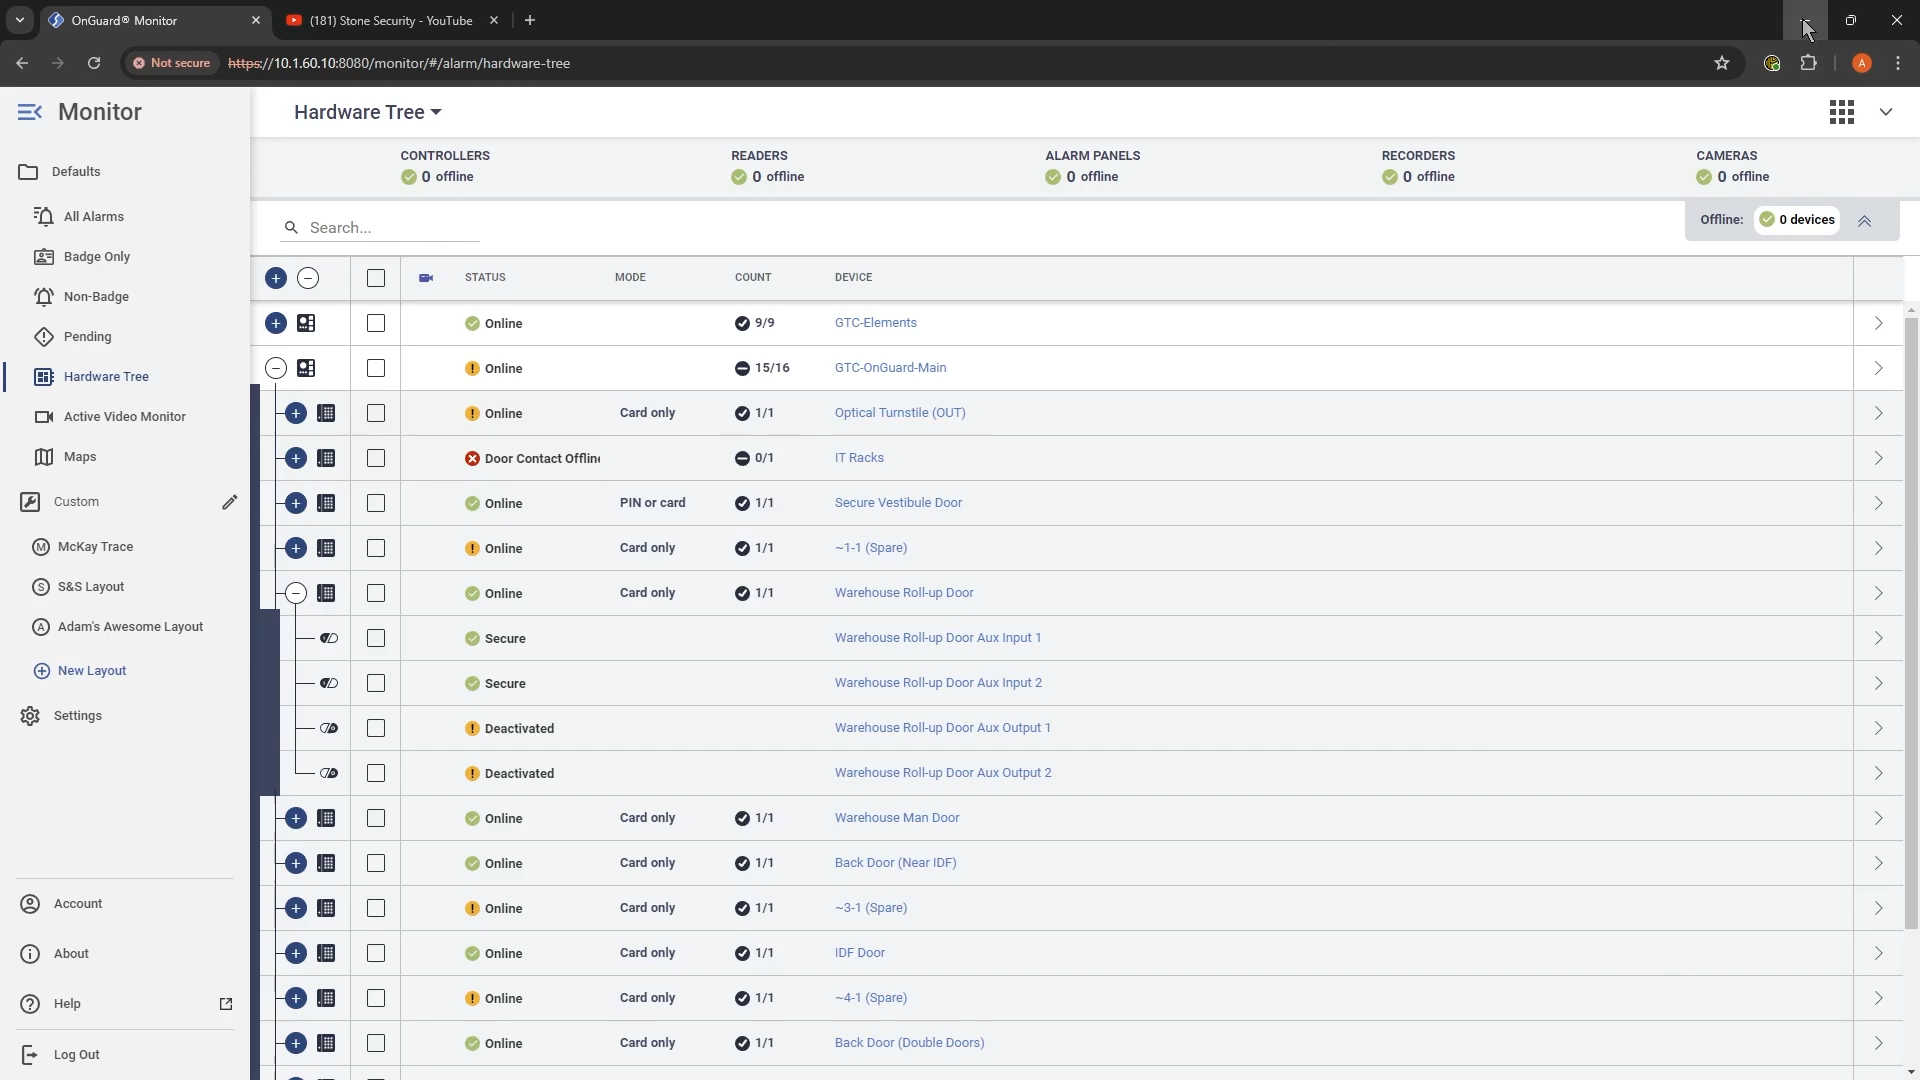 OnGuard® Monitor
(181) Stone Security - YouTube
Not secure
https://10.1.60.10:8080/monitor/#/alarm/hardware-tree
A
Monitor
Hardware Tree
Defaults
All Alarms
Badge Only
Non-Badge
Pending
Hardware Tree
Active Video Monitor
Maps
Custom
M McKay Trace
S S&S Layout
A Adam's Awesome Layout
New Layout
Settings
Account
About
Help
Log Out
CONTROLLERS READERS ALARM PANELS RECORDERS CAMERAS
0 offline 0 offline 0 offline 0 offline 0 offline
Search...
Offline: 0 devices
STATUS MODE COUNT DEVICE
Online 9/9 GTC-Elements
Online 15/16 GTC-OnGuard-Main
Online Card only 1/1 Optical Turnstile (OUT)
Door Contact Offline 0/1 IT Racks
Online PIN or card 1/1 Secure Vestibule Door
Online Card only 1/1 ~1-1 (Spare)
Online Card only 1/1 Warehouse Roll-up Door
Secure Warehouse Roll-up Door Aux Input 1
Secure Warehouse Roll-up Door Aux Input 2
Deactivated Warehouse Roll-up Door Aux Output 1
Deactivated Warehouse Roll-up Door Aux Output 2
Online Card only 1/1 Warehouse Man Door
Online Card only 1/1 Back Door (Near IDF)
Online Card only 1/1 ~3-1 (Spare)
Online Card only 1/1 IDF Door
Online Card only 1/1 ~4-1 (Spare)
Online Card only 1/1 Back Door (Double Doors)